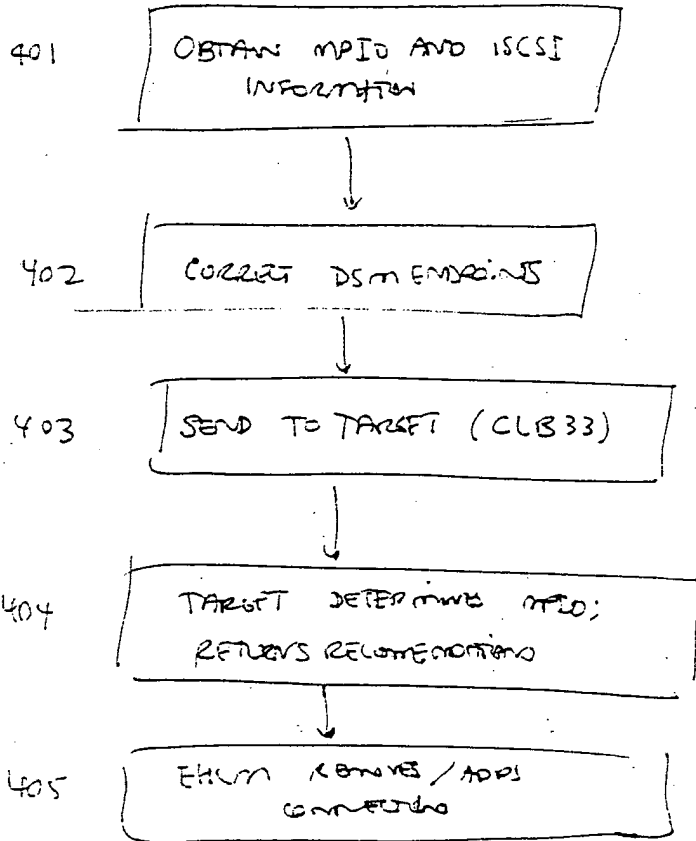 401
OBTAIN MPIO AND ISCSI
INFORMATION
402
CORRECT DSM ENDPOINTS
403
SEND TO TARGET (CLB33)
404
TARGET DETERMINES MPIO;
RETURNS RECOMMENDATIONS
405
EHCM REMOVES/ADDS
CONNECTIONS